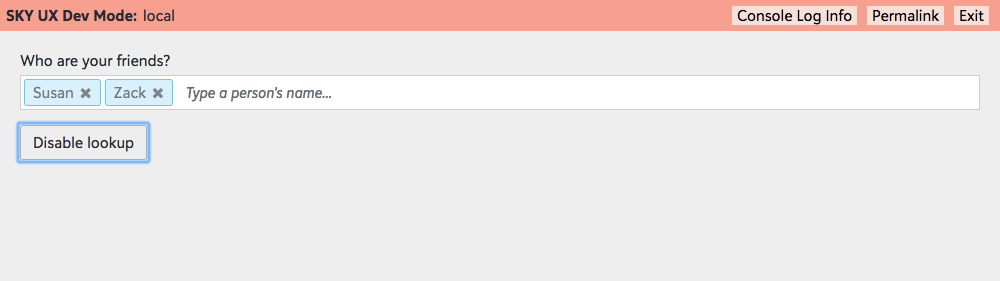 SKY UX Dev Mode: local Console Log Info Permalink Exit
Who are your friends?
Susan Zack Type a person's name...
Disable lookup